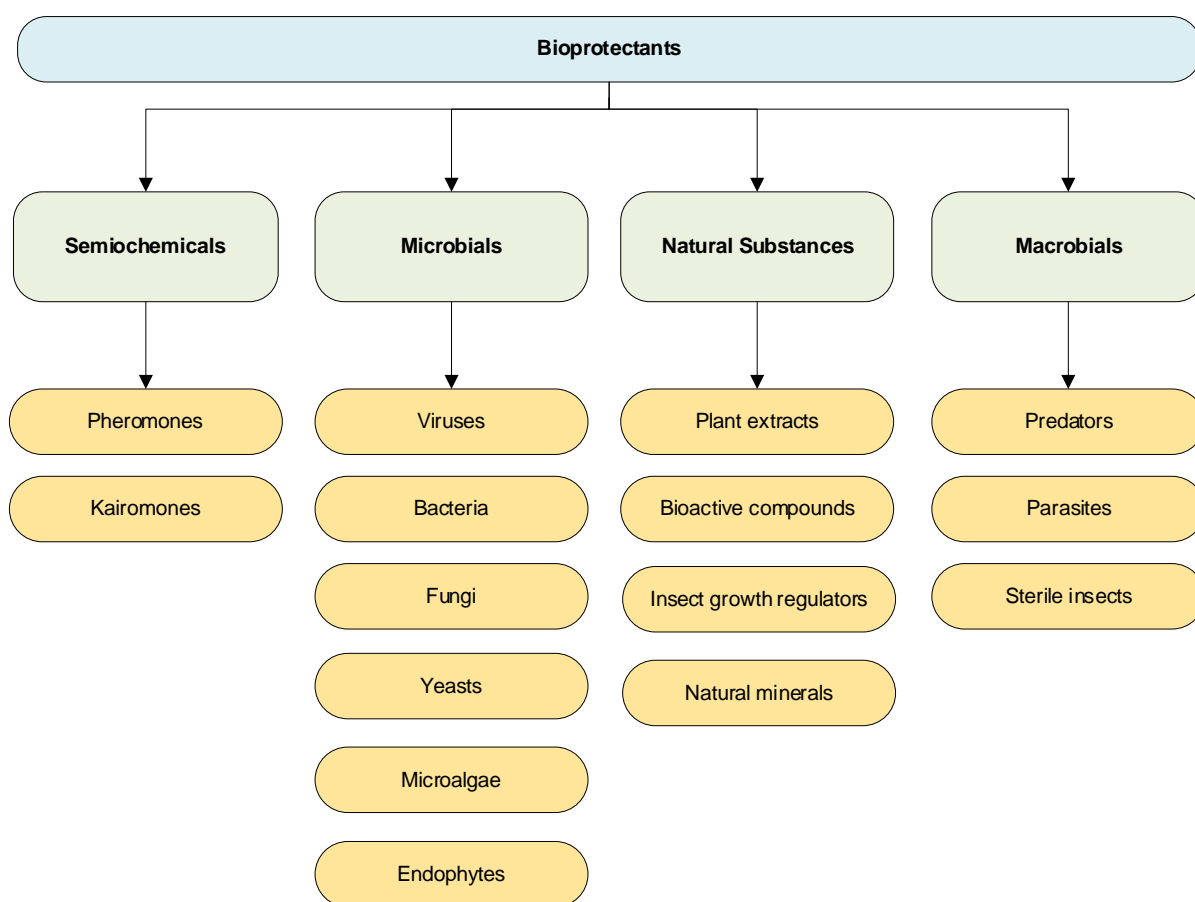 Bioprotectants
Semiochemicals
Microbials
Natural Substances
Macrobials
Pheromones
Viruses
Plant extracts
Predators
Kairomones
Bacteria
Bioactive compounds
Parasites
Fungi
Insect growth regulators
Sterile insects
Yeasts
Natural minerals
Microalgae
Endophytes